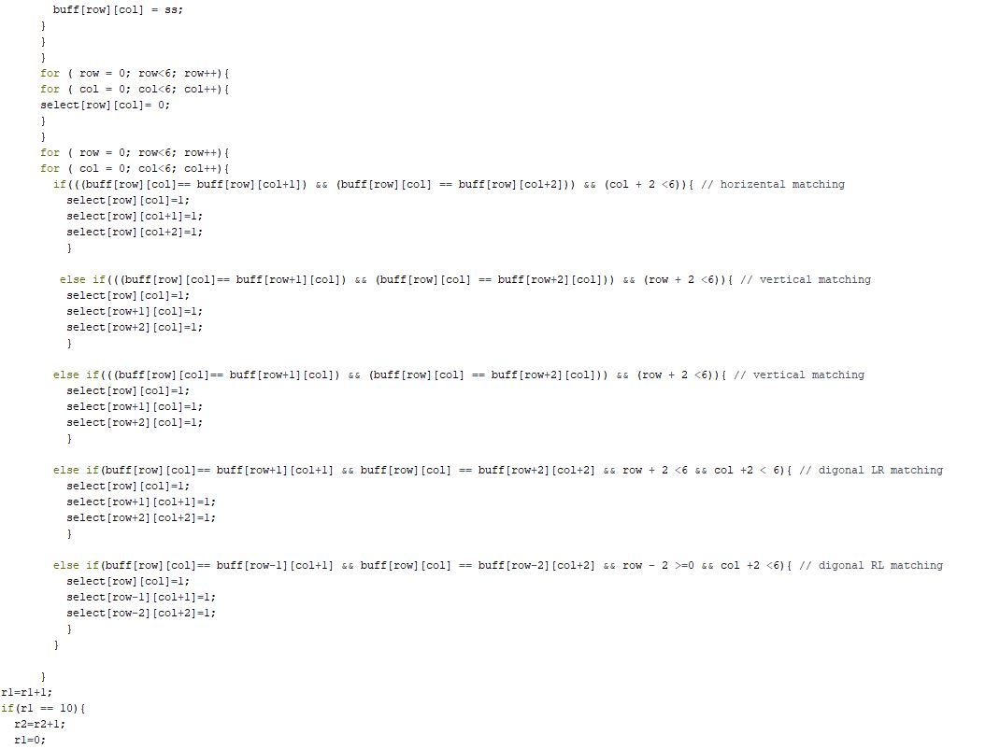 buff[row][col] = ss;
}
}
}
for ( row = 0; row<6; row++){
for ( col = 0; col<6; col++){
select[row][col]= 0;
}
}
for ( row = 0; row<6; row++){
for ( col = 0; col<6; col++){
if(((buff[row][col]== buff[row][col+1]) && (buff[row][col] == buff[row][col+2])) && (col + 2 <6)){ // horizental matching
select[row][col]=1;
select[row][col+1]=1;
select[row][col+2]=1;
}
else if(((buff[row][col]== buff[row+1][col]) && (buff[row][col] == buff[row+2][col])) && (row + 2 <6)){ // vertical matching
select[row][col]=1;
select[row+1][col]=1;
select[row+2][col]=1;
}
else if(((buff[row][col]== buff[row+1][col]) && (buff[row][col] == buff[row+2][col])) && (row + 2 <6)){ // vertical matching
select[row][col]=1;
select[row+1][col]=1;
select[row+2][col]=1;
}
else if(buff[row][col]== buff[row+1][col+1] && buff[row][col] == buff[row+2][col+2] && row + 2 <6 && col +2 < 6){ // digonal LR matching
select[row][col]=1;
select[row+1][col+1]=1;
select[row+2][col+2]=1;
}
else if(buff[row][col]== buff[row-1][col+1] && buff[row][col] == buff[row-2][col+2] && row - 2 >=0 && col +2 <6){ // digonal RL matching
select[row][col]=1;
select[row-1][col+1]=1;
select[row-2][col+2]=1;
}
}
}
r1=r1+1;
if(r1 == 10){
r2=r2+1;
r1=0;